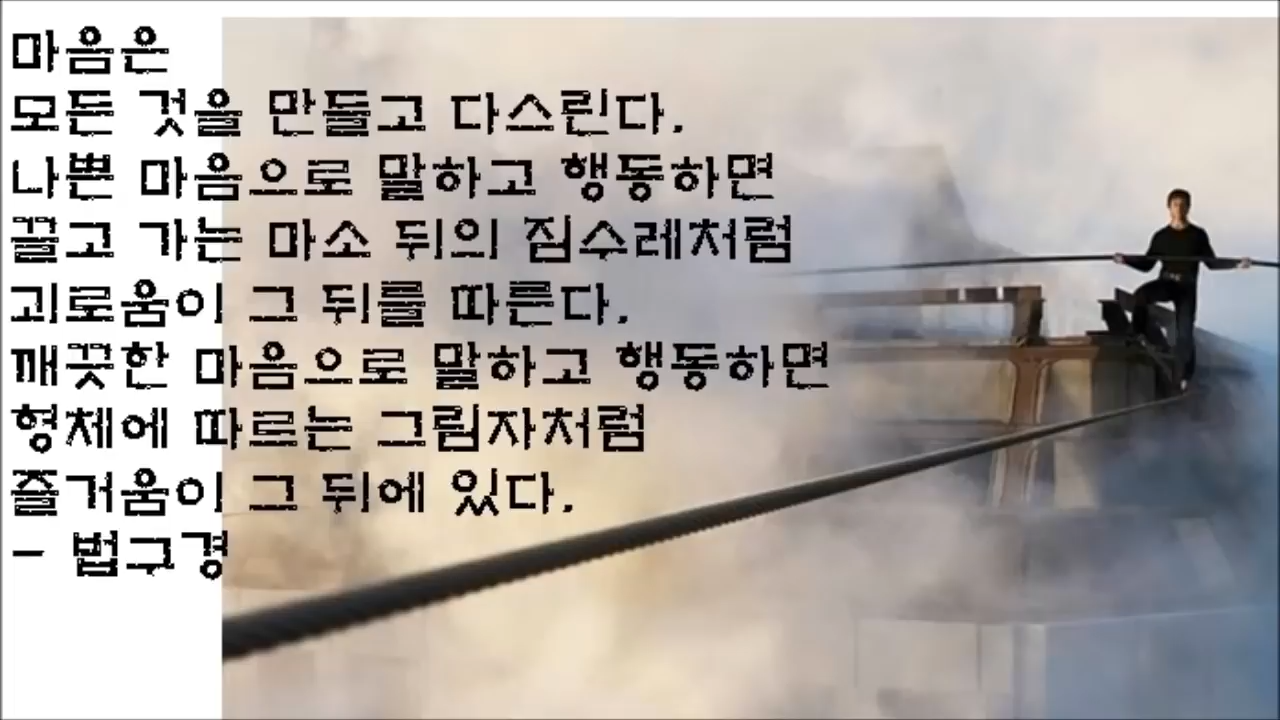 마음은
모든 것을 만들고 다스린다.
나쁜 마음으로 말하고 행동하면
끌고 가는 마소 뒤의 짐수레처럼
괴로움이 그 뒤를 따른다.
깨끗한 마음으로 말하고 행동하면
형체에 따르는 그림자처럼
즐거움이 그 뒤에 있다.
- 법구경